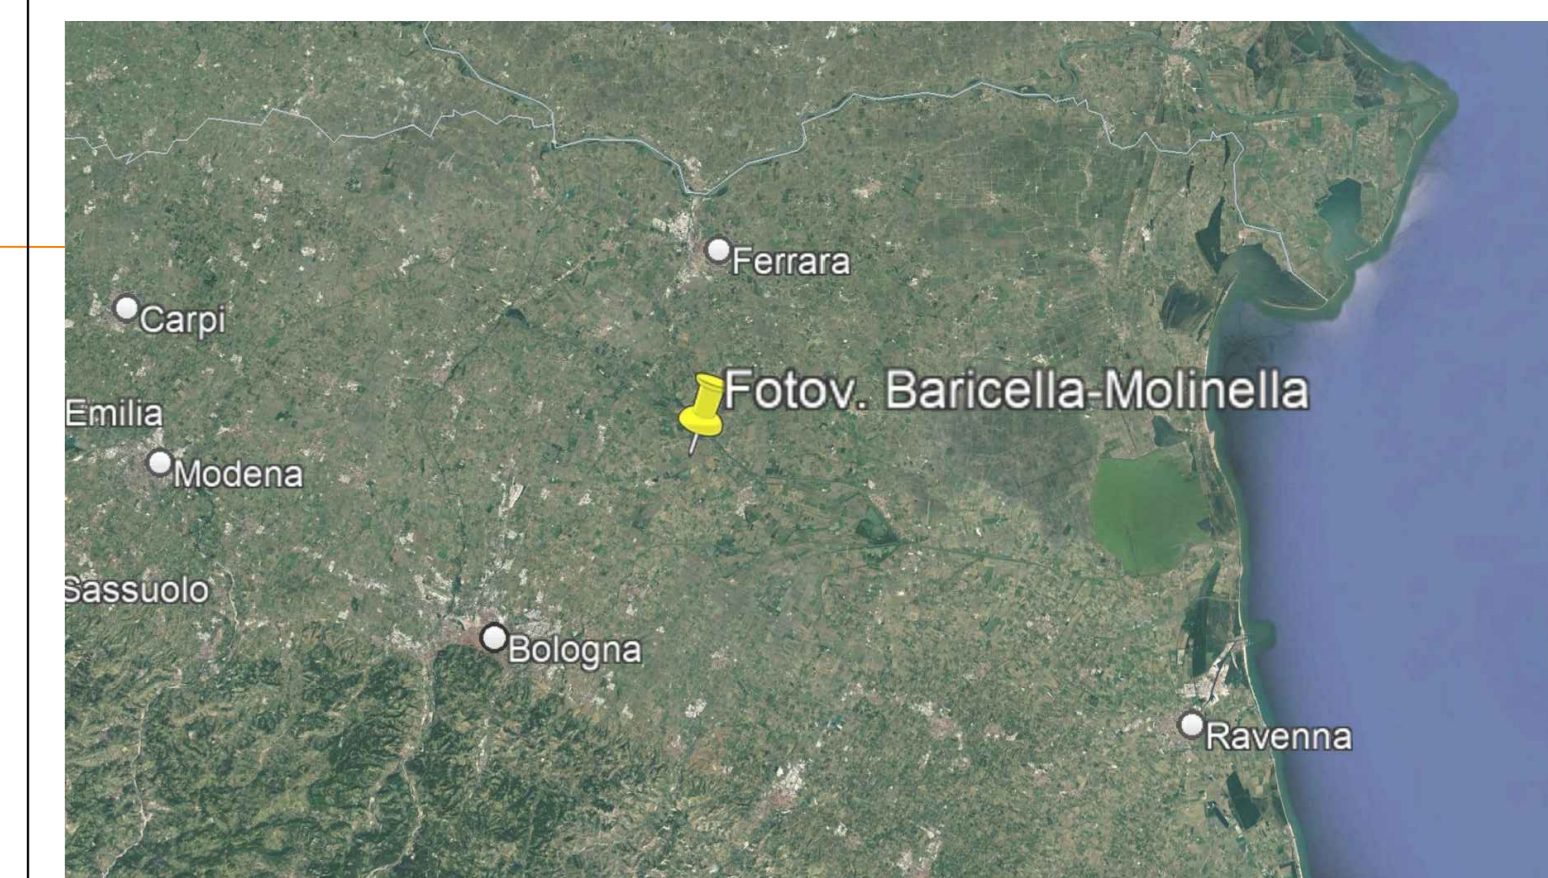 Ferrara
Carpi
Fotov. Baricella-Molinella
Emilia
Modena
Sassuolo
Bologna
Ravenna